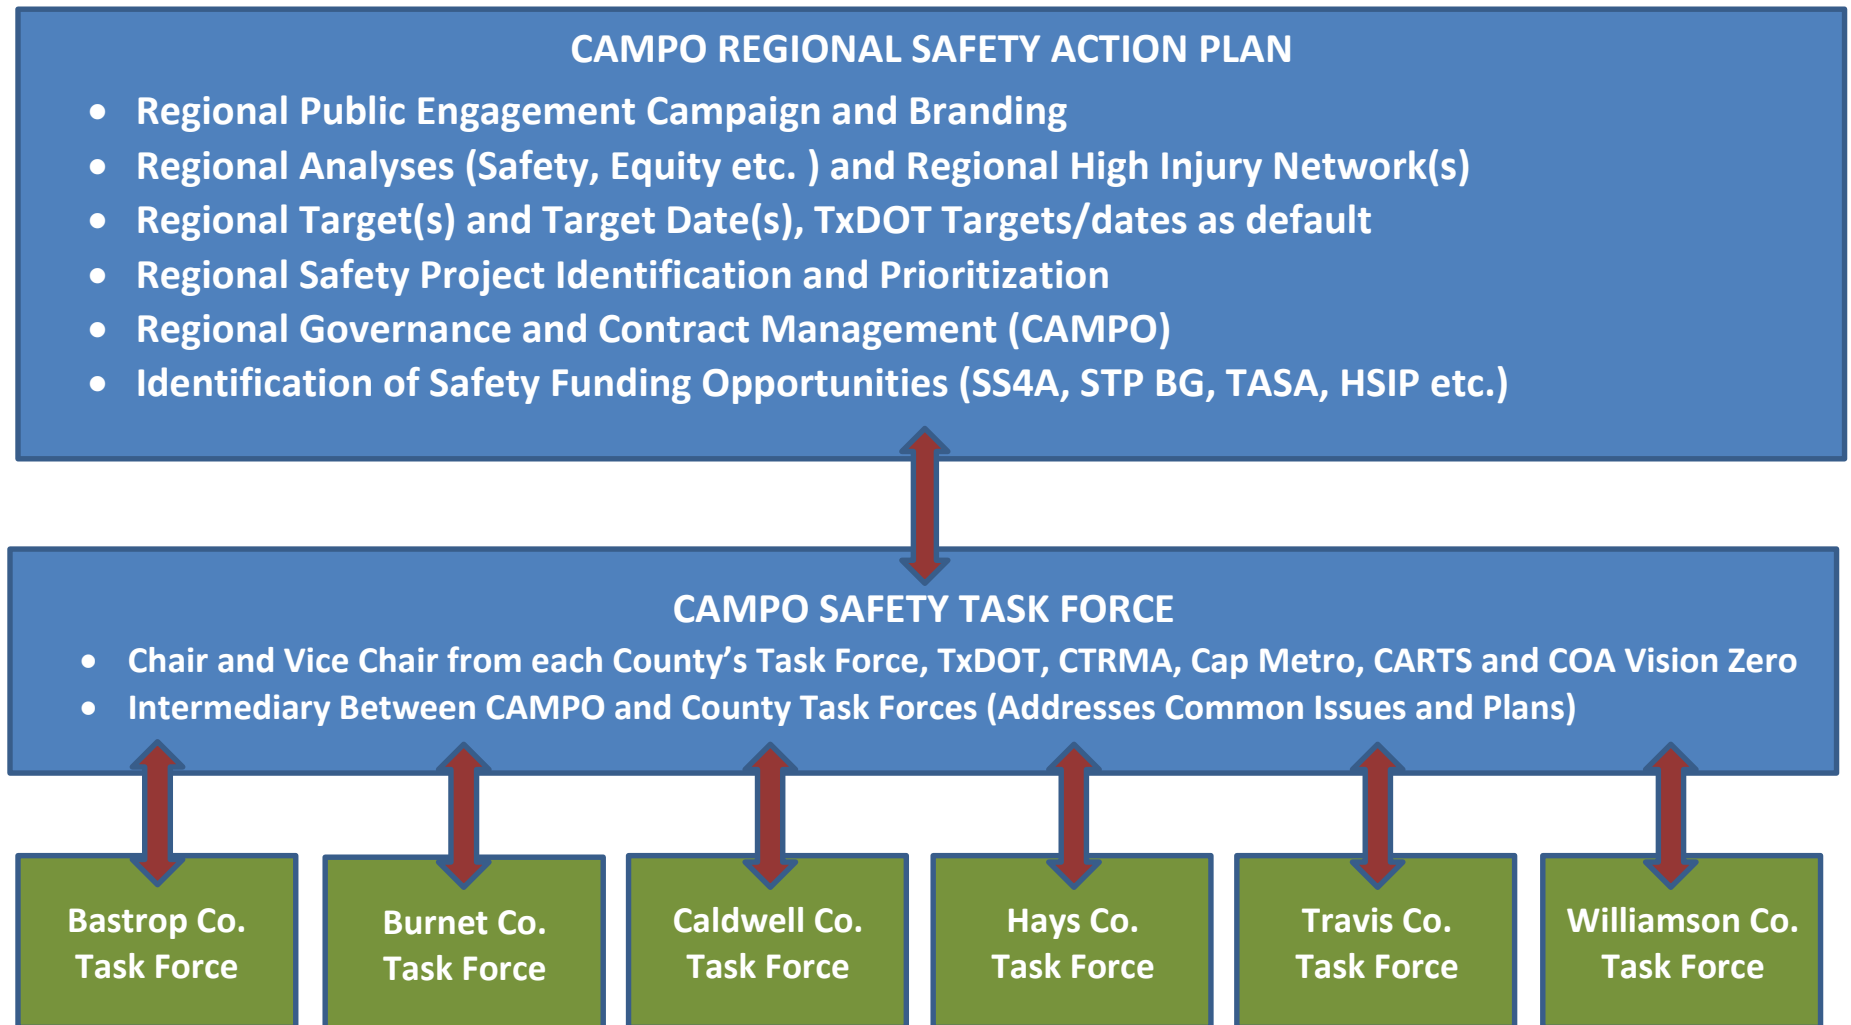 CAMPO REGIONAL SAFETY ACTION PLAN
• Regional Public Engagement Campaign and Branding
• Regional Analyses (Safety, Equity etc. ) and Regional High Injury Network(s)
• Regional Target(s) and Target Date(s), TxDOT Targets/dates as default
• Regional Safety Project Identification and Prioritization
• Regional Governance and Contract Management (CAMPO)
• Identification of Safety Funding Opportunities (SS4A, STP BG, TASA, HSIP etc.)
CAMPO SAFETY TASK FORCE
• Chair and Vice Chair from each County’s Task Force, TxDOT, CTRMA, Cap Metro, CARTS and COA Vision Zero
• Intermediary Between CAMPO and County Task Forces (Addresses Common Issues and Plans)
Bastrop Co.
Task Force
Burnet Co.
Task Force
Caldwell Co.
Task Force
Hays Co.
Task Force
Travis Co.
Task Force
Williamson Co.
Task Force